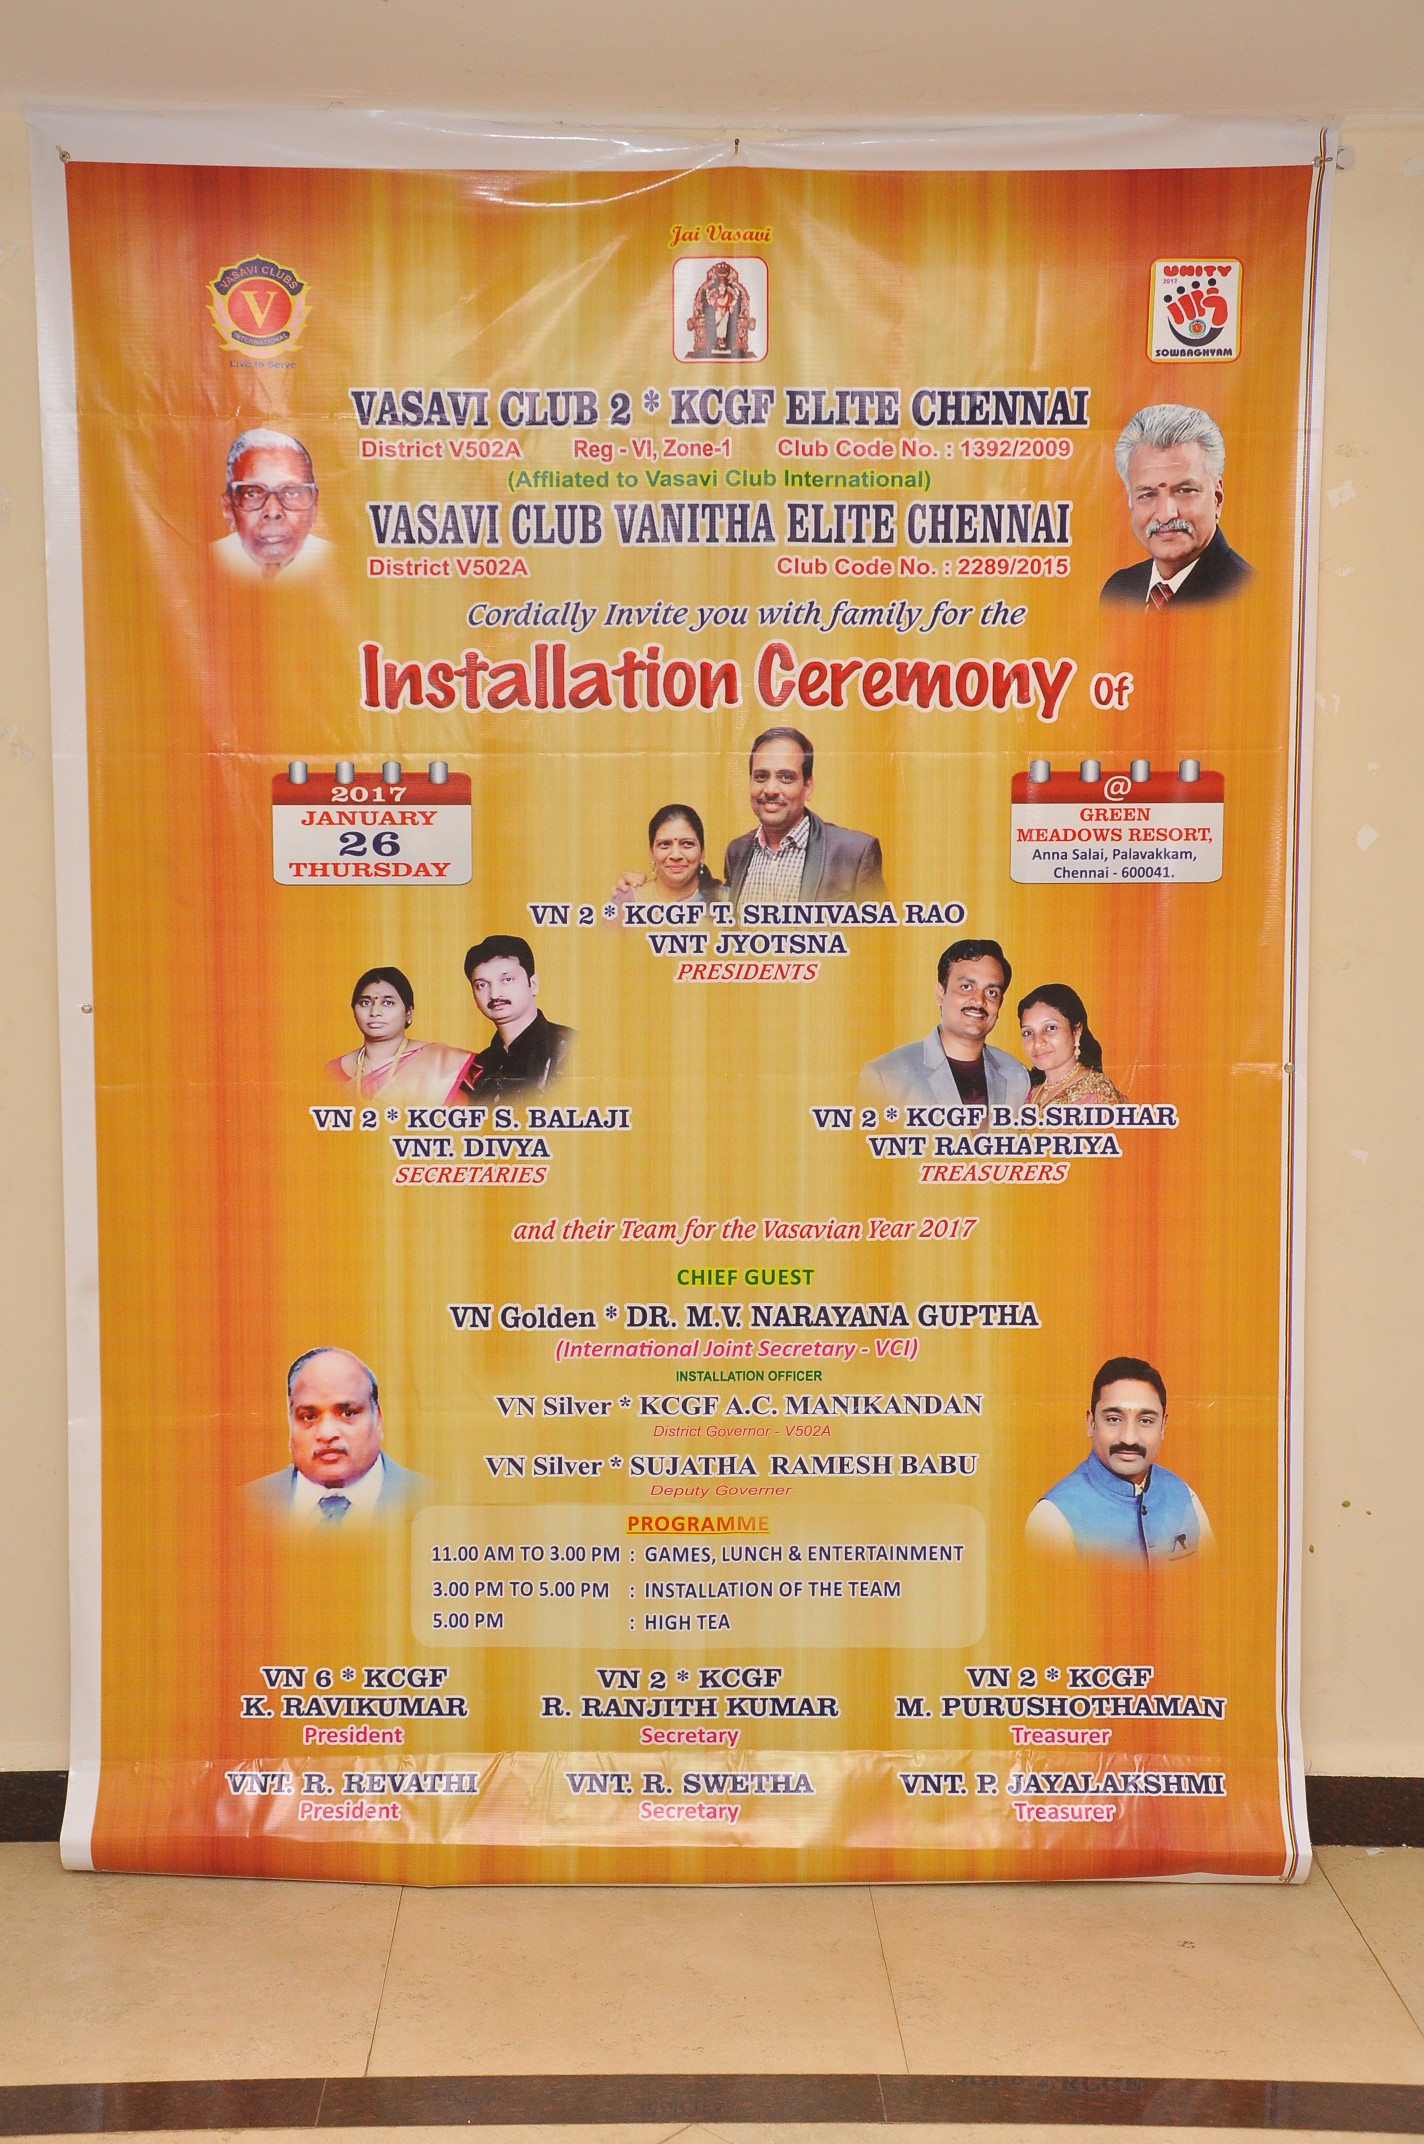 Jai Vasavi
VASAVI CLUBS
V
INTERNATIONAL
Live to Serve
UNITY
2017
SOWBAGHYAM
VASAVI CLUB 2 * KCGF ELITE CHENNAI
District V502A Reg - VI, Zone-1 Club Code No. : 1392/2009
(Affliated to Vasavi Club International)
VASAVI CLUB VANITHA ELITE CHENNAI
District V502A Club Code No. : 2289/2015
Cordially Invite you with family for the
Installation Ceremony Of
2017
JANUARY
26
THURSDAY
@
GREEN
MEADOWS RESORT,
Anna Salai, Palavakkam,
Chennai - 600041.
VN 2 * KCGF T. SRINIVASA RAO
VNT JYOTSNA
PRESIDENTS
VN 2 * KCGF S. BALAJI
VNT. DIVYA
SECRETARIES
VN 2 * KCGF B.S.SRIDHAR
VNT RAGHAPRIYA
TREASURERS
and their Team for the Vasavian Year 2017
CHIEF GUEST
VN Golden * DR. M.V. NARAYANA GUPTHA
(International Joint Secretary - VCI)
INSTALLATION OFFICER
VN Silver * KCGF A.C. MANIKANDAN
District Governor - V502A
VN Silver * SUJATHA RAMESH BABU
Deputy Governer
PROGRAMME
11.00 AM TO 3.00 PM : GAMES, LUNCH & ENTERTAINMENT
3.00 PM TO 5.00 PM : INSTALLATION OF THE TEAM
5.00 PM : HIGH TEA
VN 6 * KCGF
K. RAVIKUMAR
President
VN 2 * KCGF
R. RANJITH KUMAR
Secretary
VN 2 * KCGF
M. PURUSHOTHAMAN
Treasurer
VNT. R. REVATHI
President
VNT. R. SWETHA
Secretary
VNT. P. JAYALAKSHMI
Treasurer